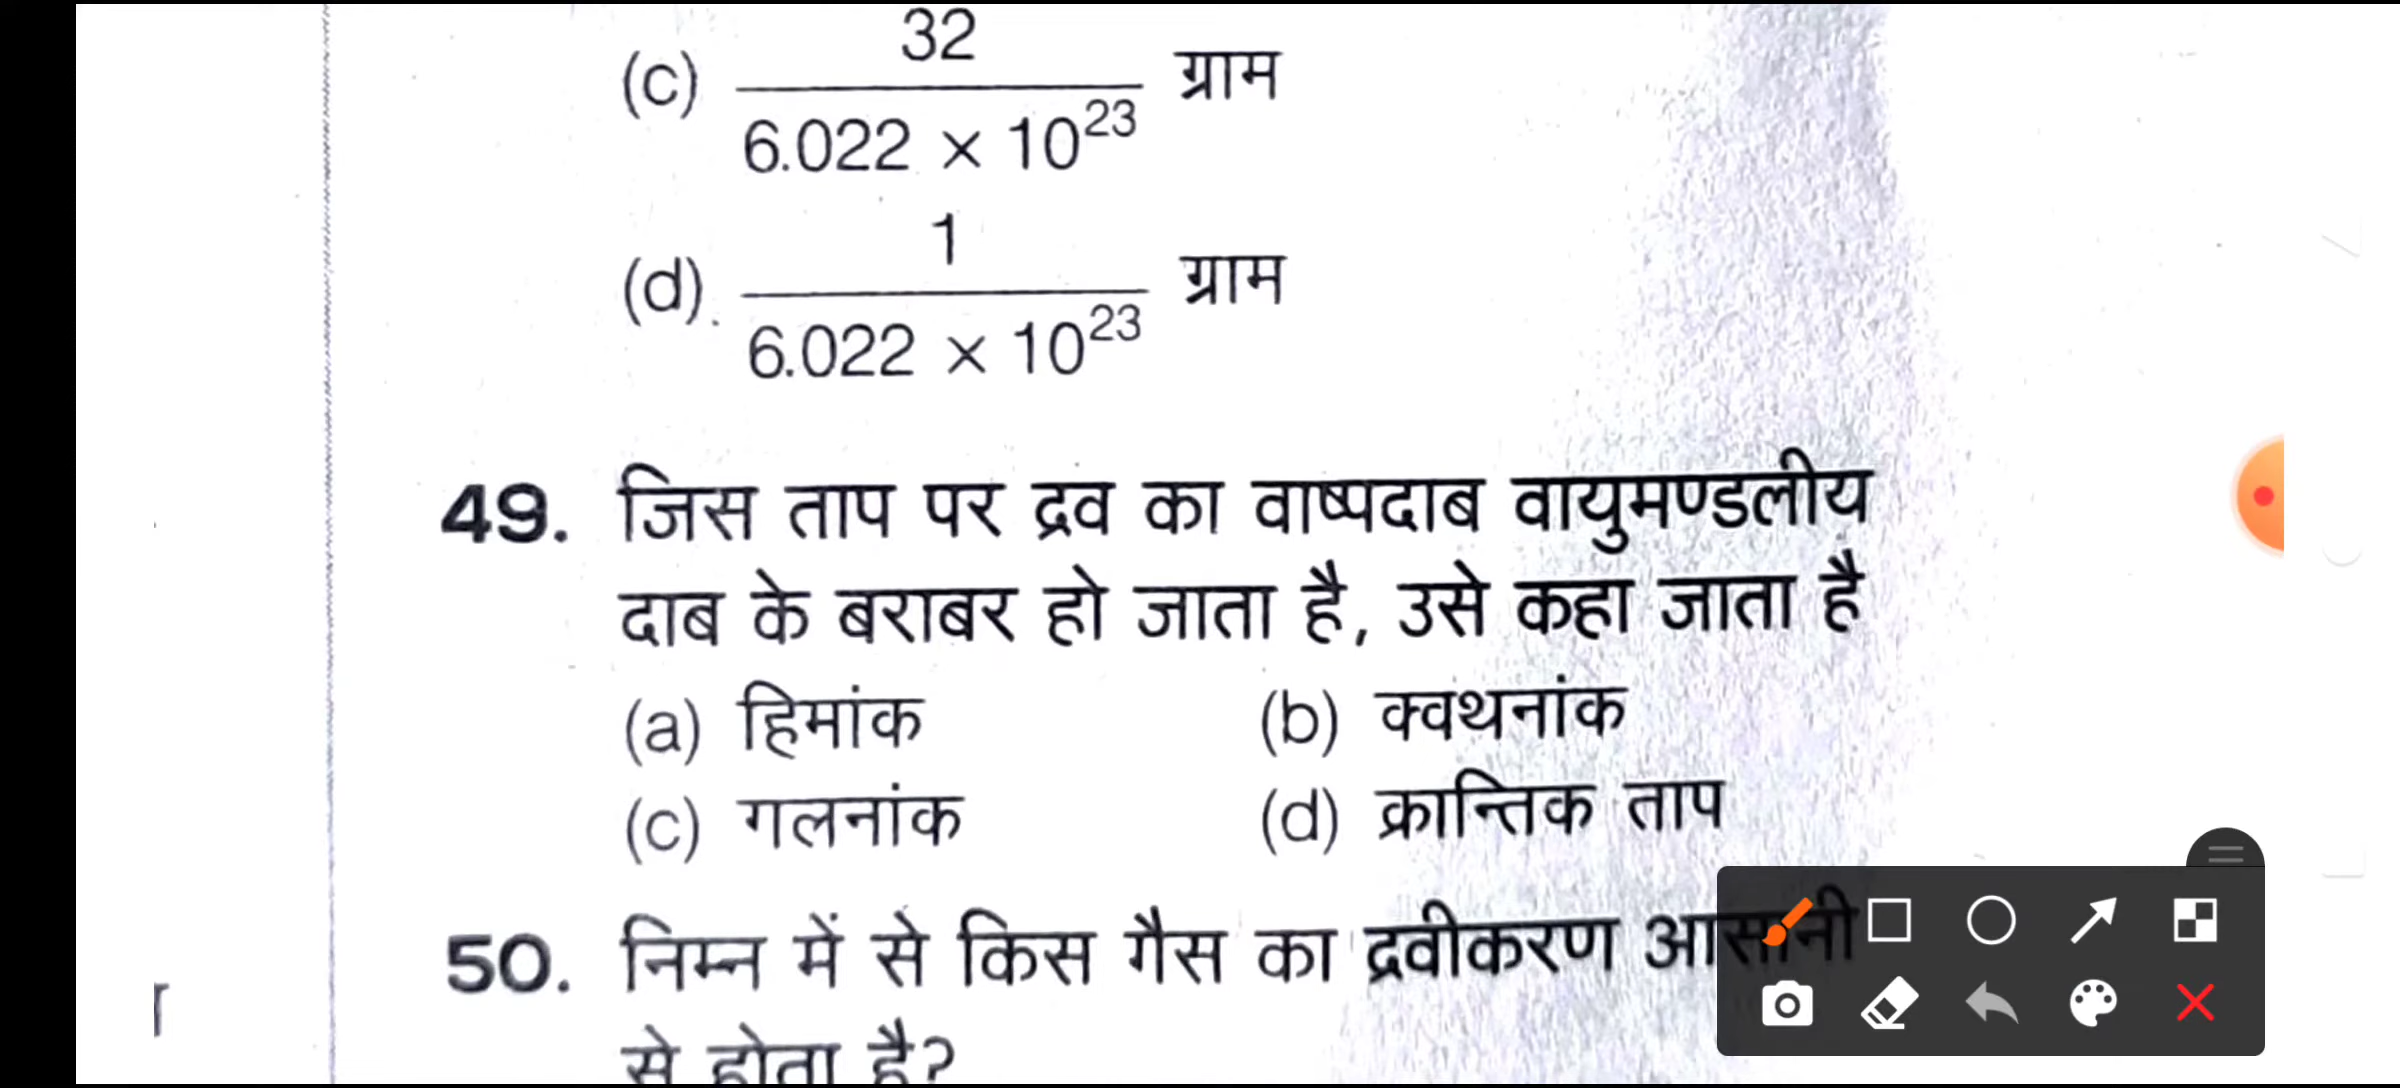 (c) 32 / 6.022 × 10²³ ग्राम
(d). 1 / 6.022 × 10²³ ग्राम
49. जिस ताप पर द्रव का वाष्पदाब वायुमण्डलीय
दाब के बराबर हो जाता है, उसे कहा जाता है
(a) हिमांक (b) क्वथनांक
(c) गलनांक (d) क्रान्तिक ताप
50. निम्न में से किस गैस का द्रवीकरण आसानी
से होता है?